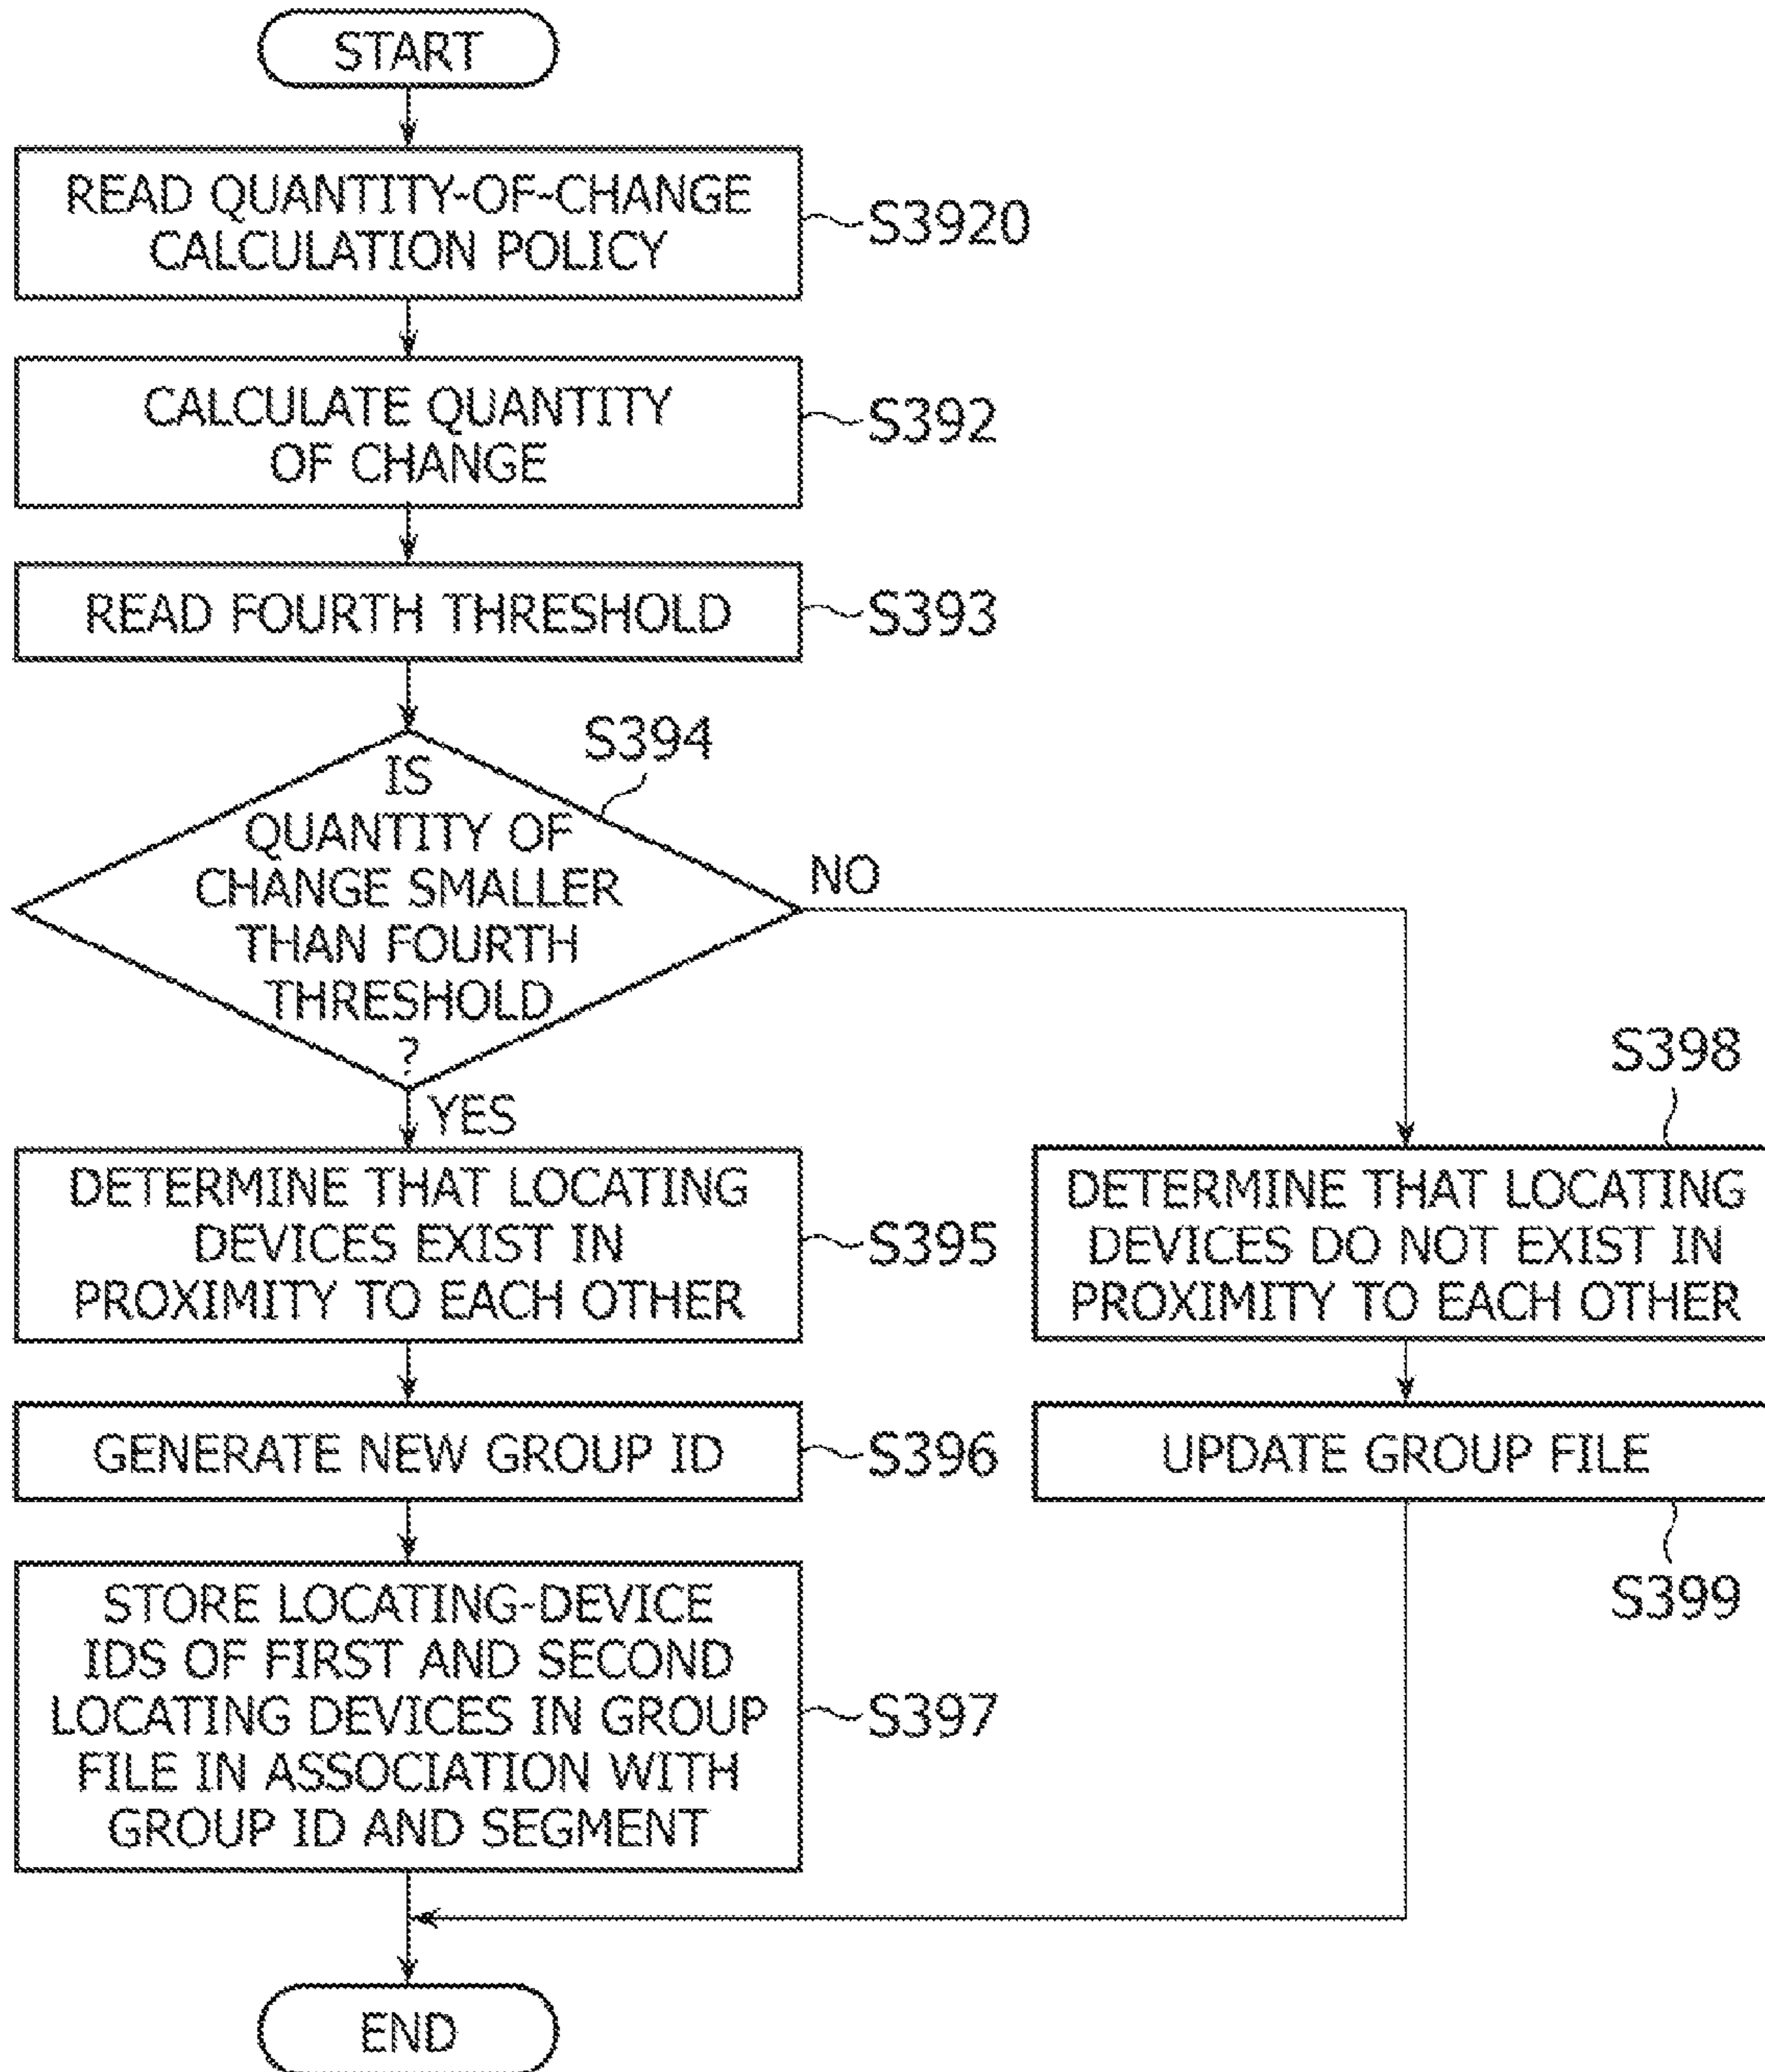 START
READ QUANTITY-OF-CHANGE
CALCULATION POLICY
S3920
CALCULATE QUANTITY
OF CHANGE
S392
READ FOURTH THRESHOLD
S393
S394
IS
QUANTITY OF
CHANGE SMALLER
THAN FOURTH
THRESHOLD
?
NO
YES
DETERMINE THAT LOCATING
DEVICES EXIST IN
PROXIMITY TO EACH OTHER
S395
S398
DETERMINE THAT LOCATING
DEVICES DO NOT EXIST IN
PROXIMITY TO EACH OTHER
GENERATE NEW GROUP ID
S396
UPDATE GROUP FILE
S399
STORE LOCATING-DEVICE
IDS OF FIRST AND SECOND
LOCATING DEVICES IN GROUP
FILE IN ASSOCIATION WITH
GROUP ID AND SEGMENT
S397
END